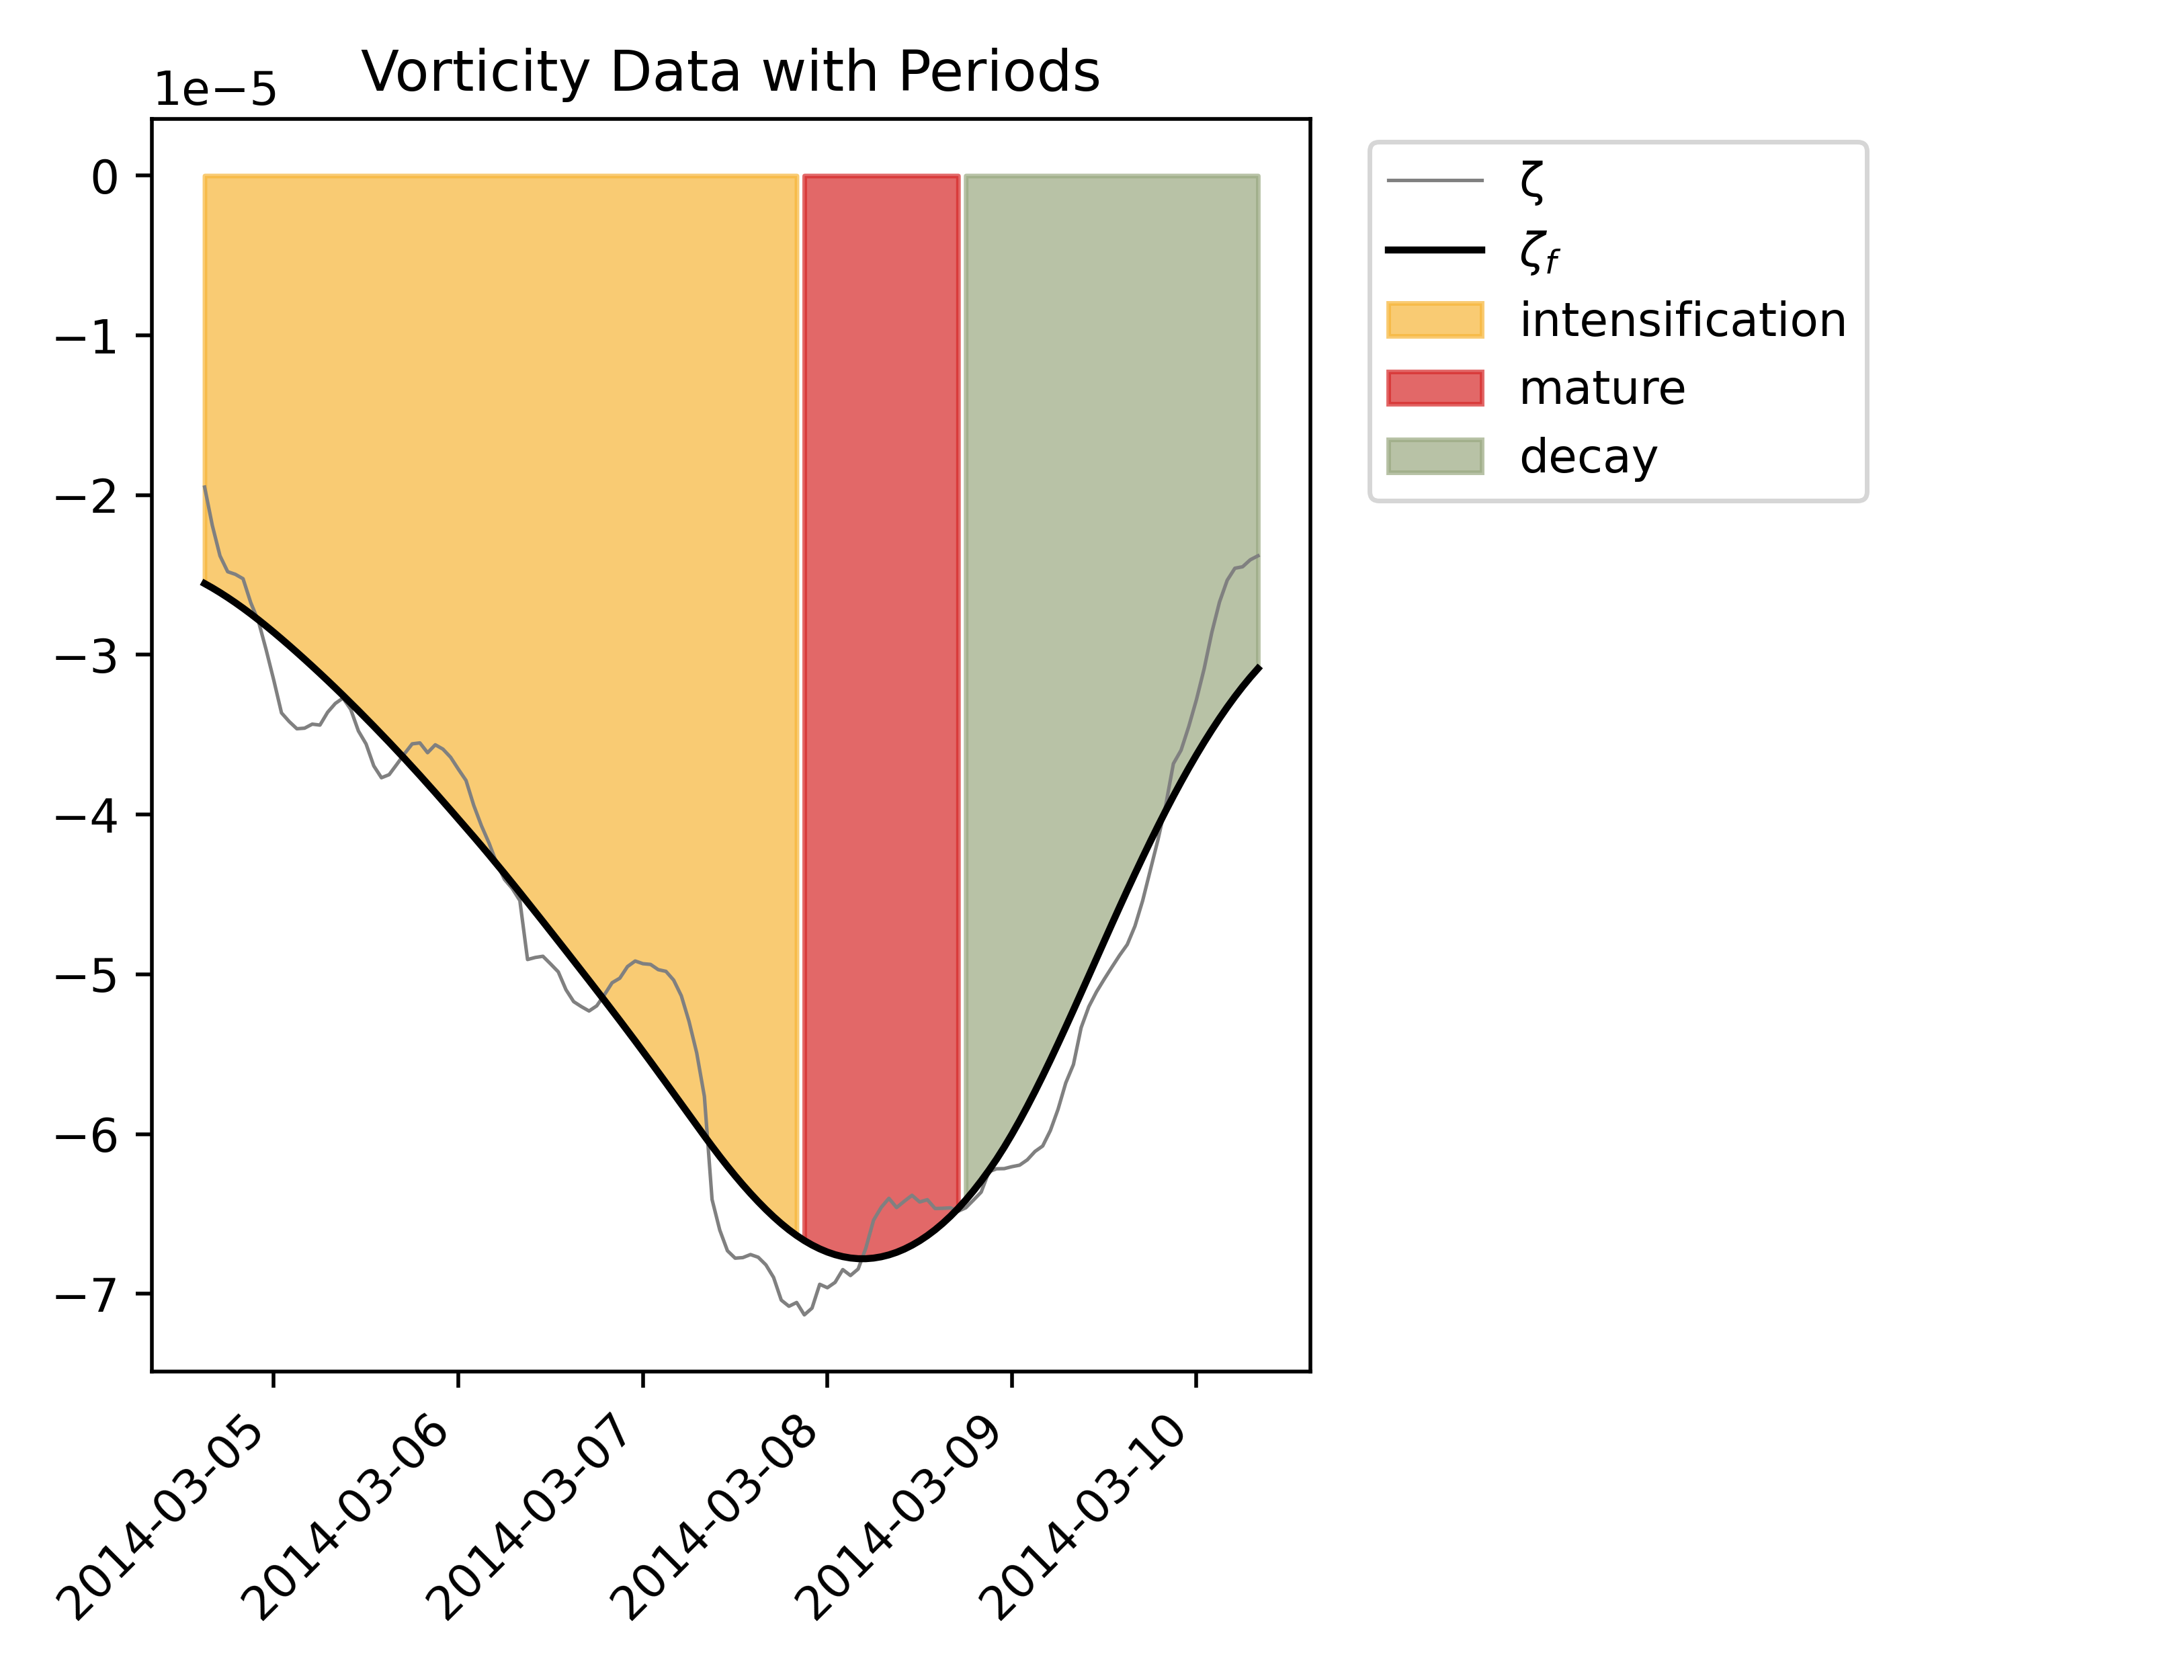 Vorticity Data with Periods
1e−5
0
−1
−2
−3
−4
−5
−6
−7
2014-03-05
2014-03-06
2014-03-07
2014-03-08
2014-03-09
2014-03-10
ζ
ζf
intensification
mature
decay